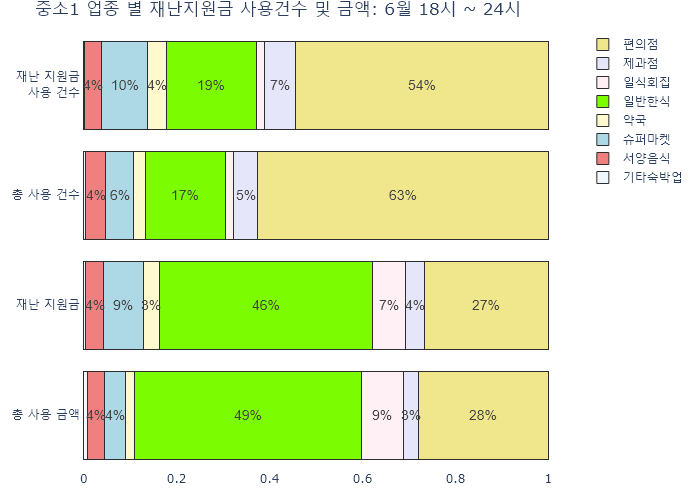 중소1 업종 별 재난지원금 사용건수 및 금액: 6월 18시 ~ 24시
재난 지원금
사용 건수
4%
10%
4%
19%
7%
54%
총 사용 건수
4%
6%
17%
5%
63%
재난 지원금
4%
9%
3%
46%
7%
4%
27%
총 사용 금액
4%
4%
49%
9%
3%
28%
0
0.2
0.4
0.6
0.8
1
편의점
제과점
일식회집
일반한식
약국
슈퍼마켓
서양음식
기타숙박업